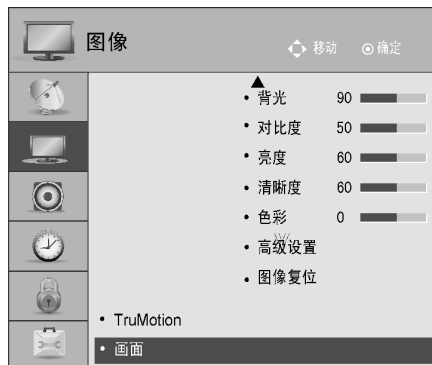 图像 移动 确定
背光 90
对比度 50
亮度 60
清晰度 60
色彩 0
高级设置
图像复位
TruMotion
画面